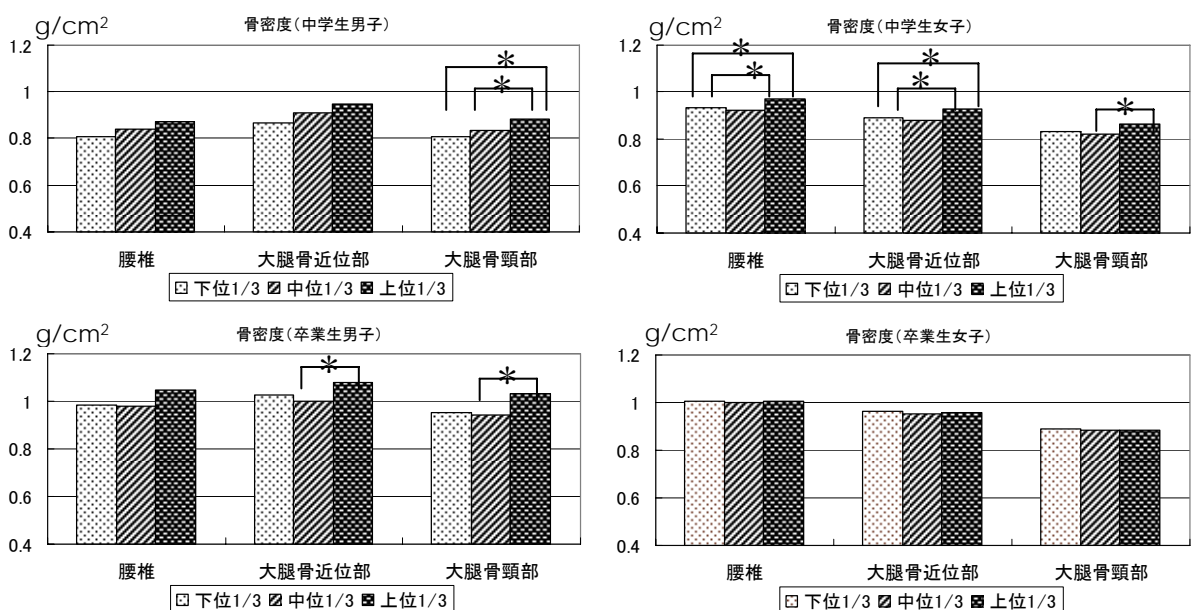 g/cm²
骨密度(中学生男子)
1.2
1
0.8
0.6
0.4
＊
＊
腰椎 大腿骨近位部 大腿骨頸部
下位1/3 中位1/3 上位1/3
g/cm²
骨密度(中学生女子)
1.2
1
0.8
0.6
0.4
＊ ＊
＊ ＊ ＊
腰椎 大腿骨近位部 大腿骨頸部
下位1/3 中位1/3 上位1/3
g/cm²
骨密度(卒業生男子)
1.2
1
0.8
0.6
0.4
＊ ＊
腰椎 大腿骨近位部 大腿骨頸部
下位1/3 中位1/3 上位1/3
g/cm²
骨密度(卒業生女子)
1.2
1
0.8
0.6
0.4
腰椎 大腿骨近位部 大腿骨頸部
下位1/3 中位1/3 上位1/3